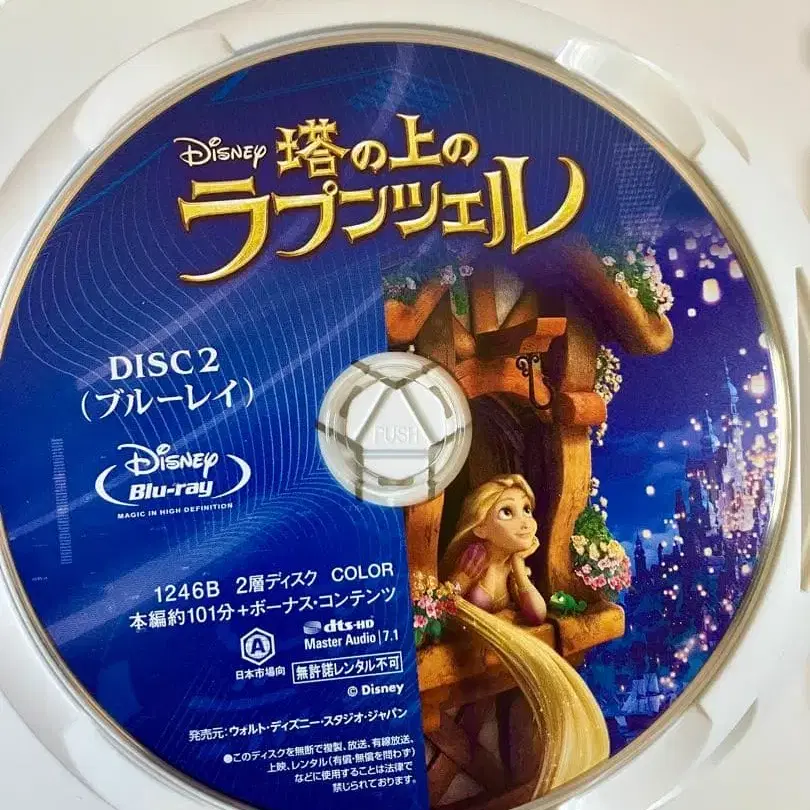 Disney 塔の上の
ラプンツェル
DISC 2
(ブルーレイ)
PUSH
Disney
Blu-ray
MAGIC IN HIGH DEFINITION
1246B 2層ディスク COLOR
本編約101分+ボーナス・コンテンツ
A
dts-HD
Master Audio | 7.1
日本市場向
無許諾レンタル不可
© Disney
発売元:ウォルト・ディズニー・スタジオ・ジャパン
●このディスクを無断で複製、放送、有線放送、
上映、レンタル(有償・無償を問わず)
などに使用することは法律で
禁じられております。